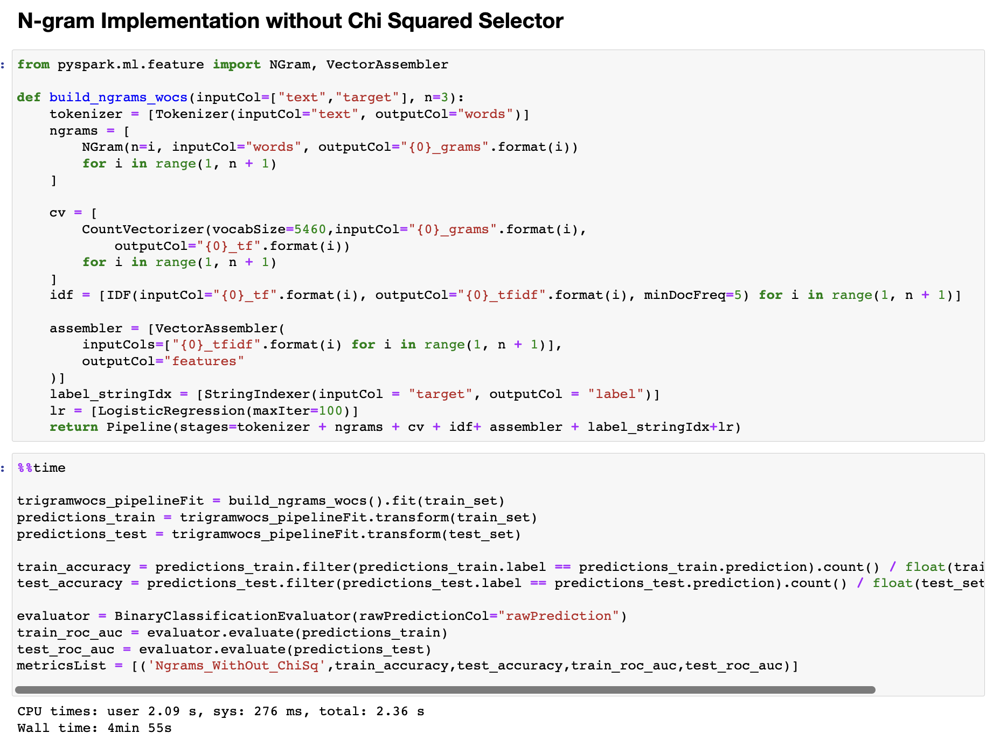 N-gram Implementation without Chi Squared Selector
: from pyspark.ml.feature import NGram, VectorAssembler
def build_ngrams_wocs(inputCol=["text","target"], n=3):
    tokenizer = [Tokenizer(inputCol="text", outputCol="words")]
    ngrams = [
        NGram(n=i, inputCol="words", outputCol="{0}_grams".format(i))
        for i in range(1, n + 1)
    ]
    cv = [
        CountVectorizer(vocabSize=5460,inputCol="{0}_grams".format(i),
            outputCol="{0}_tf".format(i))
        for i in range(1, n + 1)
    ]
    idf = [IDF(inputCol="{0}_tf".format(i), outputCol="{0}_tfidf".format(i), minDocFreq=5) for i in range(1, n + 1)]
    assembler = [VectorAssembler(
        inputCols=["{0}_tfidf".format(i) for i in range(1, n + 1)],
        outputCol="features"
    )]
    label_stringIdx = [StringIndexer(inputCol = "target", outputCol = "label")]
    lr = [LogisticRegression(maxIter=100)]
    return Pipeline(stages=tokenizer + ngrams + cv + idf+ assembler + label_stringIdx+lr)
: %%time
trigramwocs_pipelineFit = build_ngrams_wocs().fit(train_set)
predictions_train = trigramwocs_pipelineFit.transform(train_set)
predictions_test = trigramwocs_pipelineFit.transform(test_set)
train_accuracy = predictions_train.filter(predictions_train.label == predictions_train.prediction).count() / float(trai
test_accuracy = predictions_test.filter(predictions_test.label == predictions_test.prediction).count() / float(test_set
evaluator = BinaryClassificationEvaluator(rawPredictionCol="rawPrediction")
train_roc_auc = evaluator.evaluate(predictions_train)
test_roc_auc = evaluator.evaluate(predictions_test)
metricsList = [('Ngrams_WithOut_ChiSq',train_accuracy,test_accuracy,train_roc_auc,test_roc_auc)]
CPU times: user 2.09 s, sys: 276 ms, total: 2.36 s
Wall time: 4min 55s